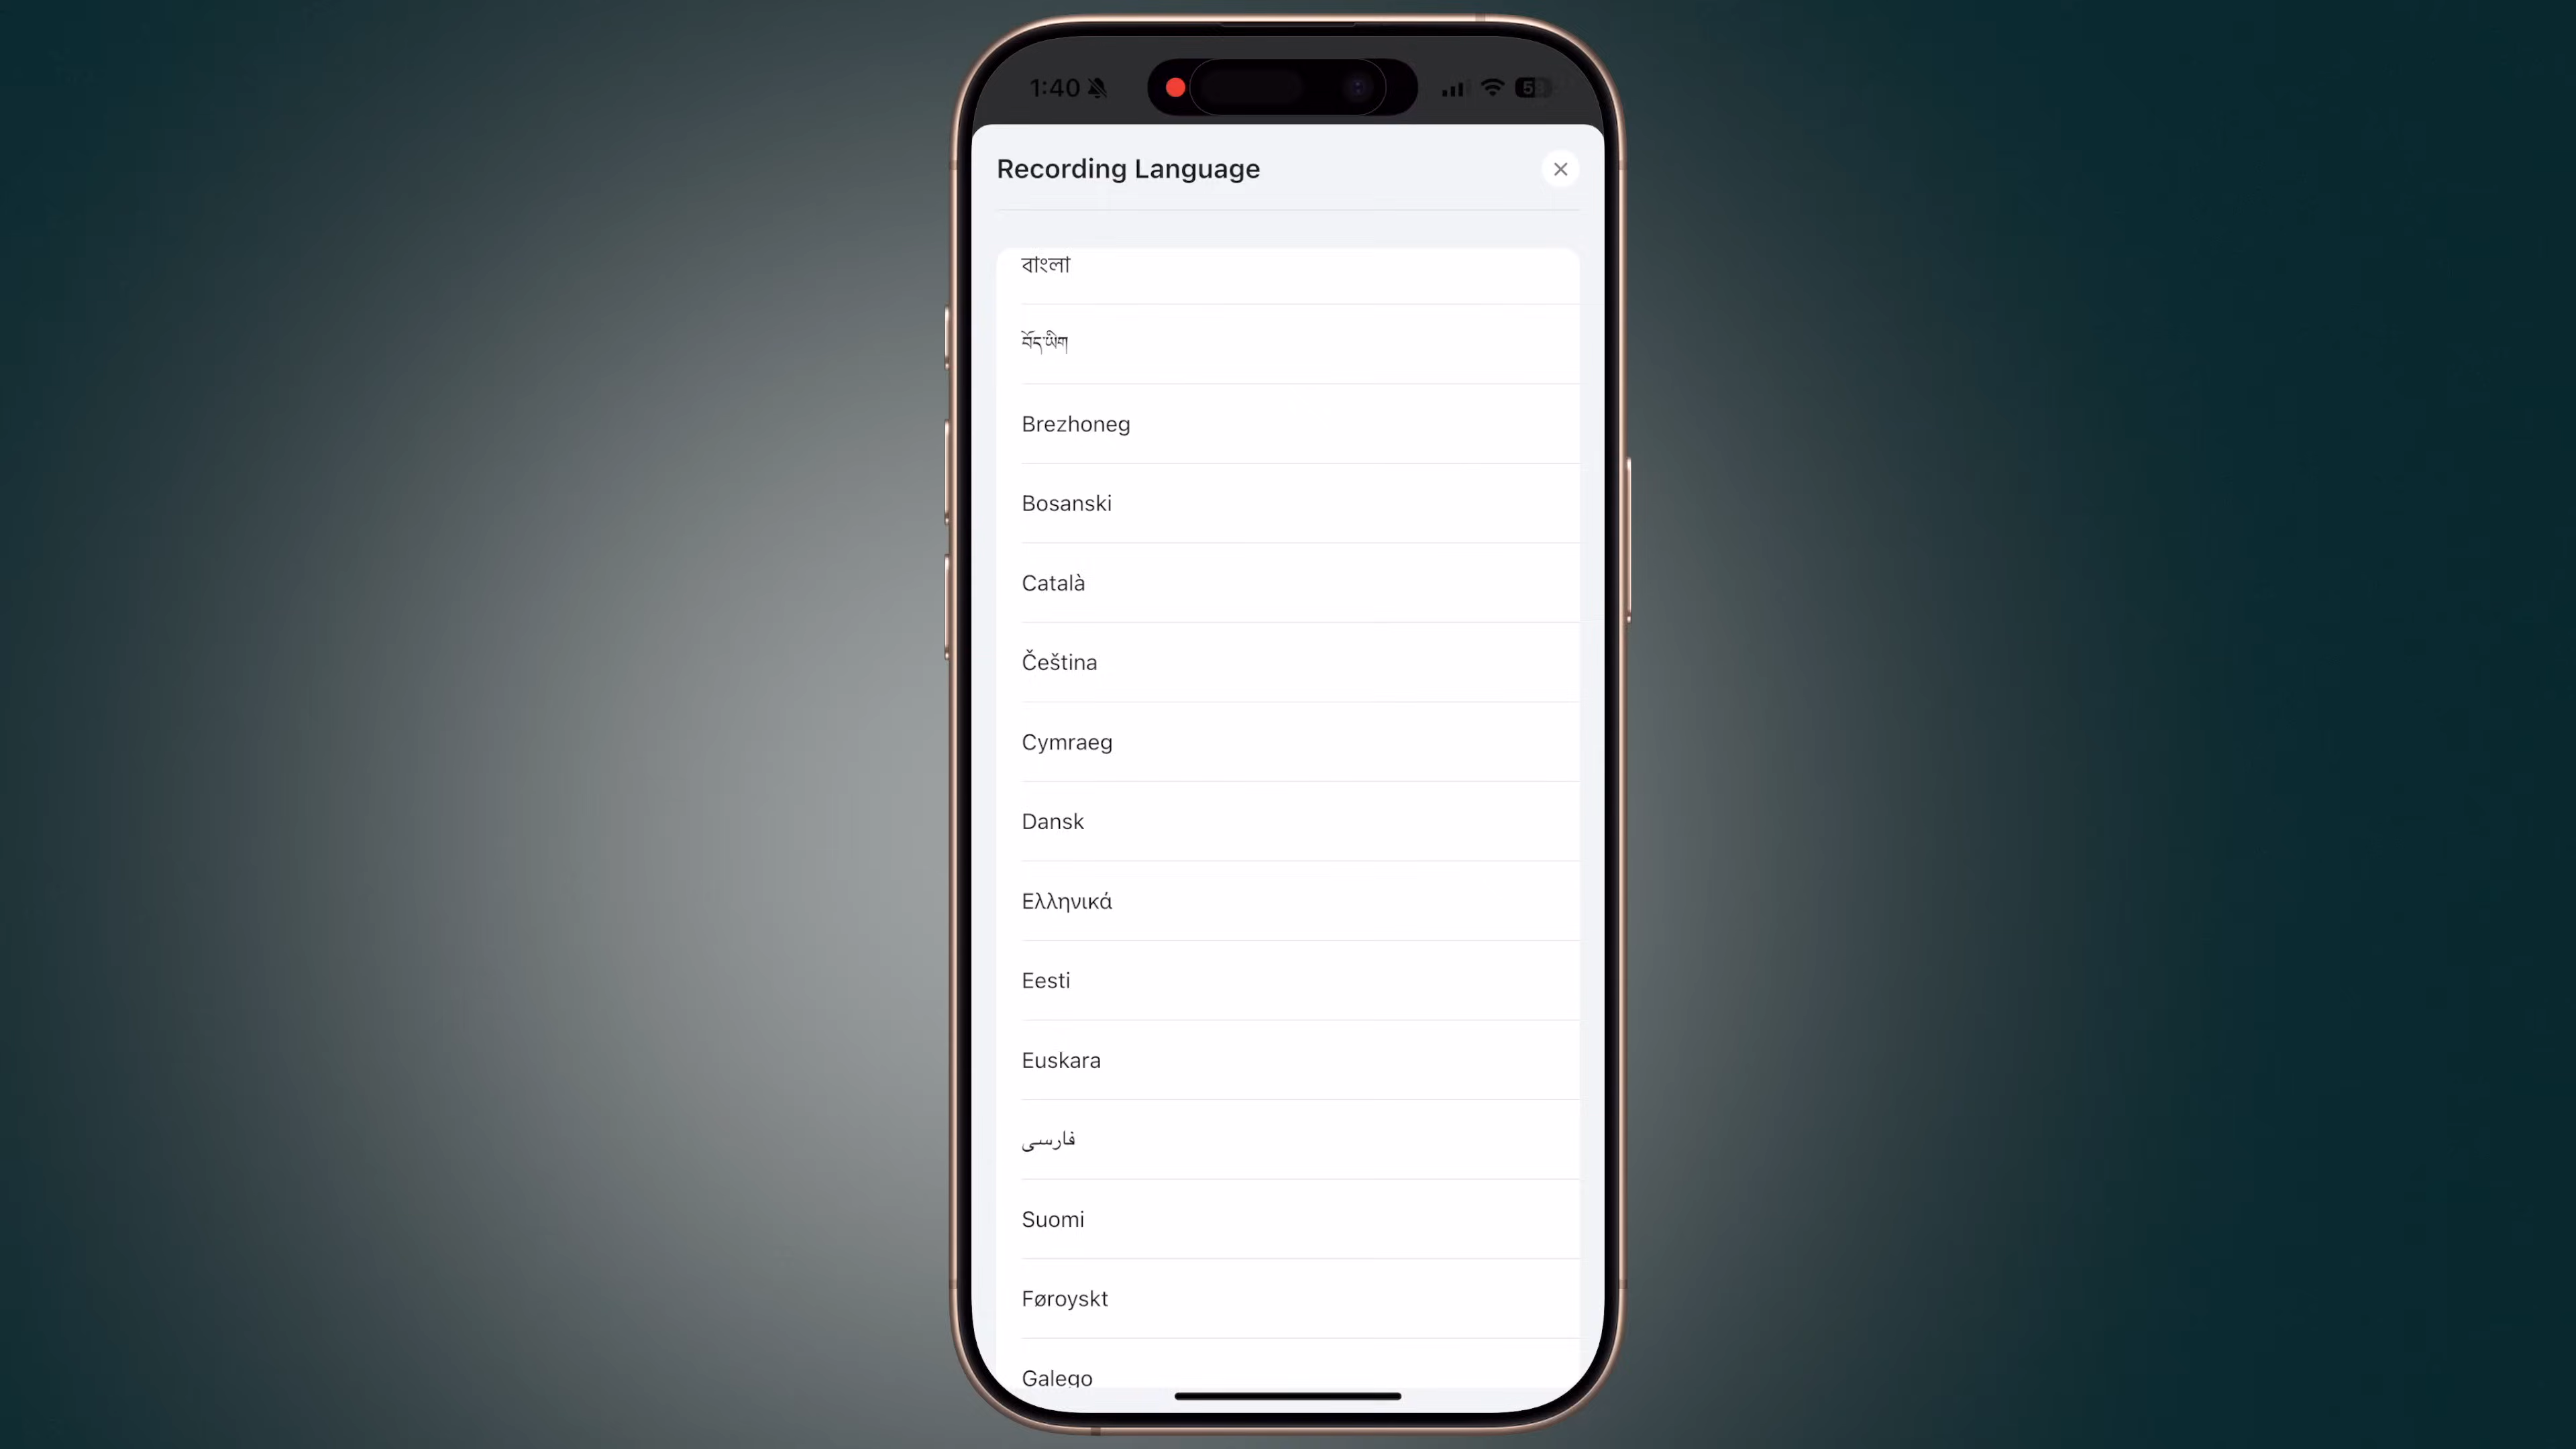 1:40
Recording Language
বাংলা
བོད་ཡིག
Brezhoneg
Bosanski
Català
Čeština
Cymraeg
Dansk
Ελληνικά
Eesti
Euskara
فارسی
Suomi
Føroyskt
Galego